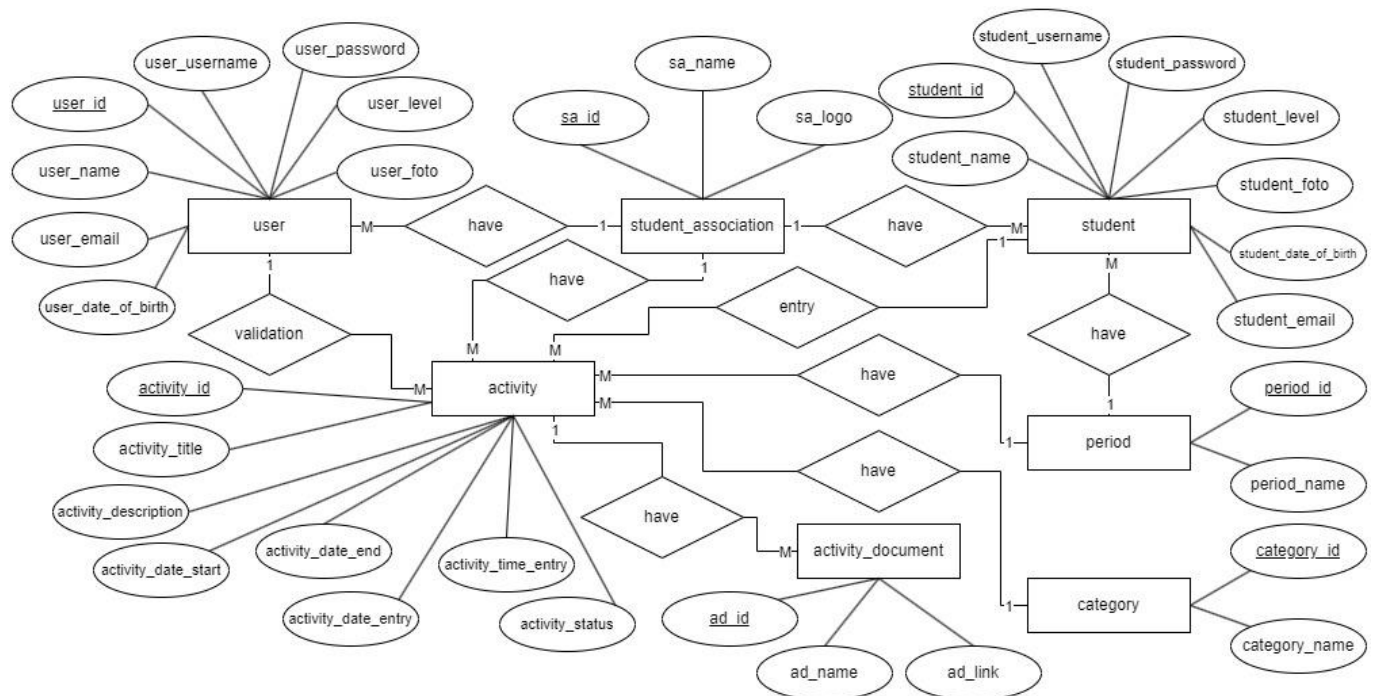 user_username
user_password
user_id
user_level
user_name
user_foto
user_email
user_date_of_birth
user
M
have
1
sa_name
sa_id
sa_logo
student_association
1
have
M
student_username
student_password
student_id
student_level
student_name
student_foto
student_date_of_birth
student_email
student
1
validation
M
1
have
M
1
entry
M
M
have
1
activity
activity_id
activity_title
activity_description
activity_date_start
activity_date_end
activity_date_entry
activity_time_entry
activity_status
M
have
1
period
period_id
period_name
M
have
1
category
category_id
category_name
1
have
M
activity_document
ad_id
ad_name
ad_link